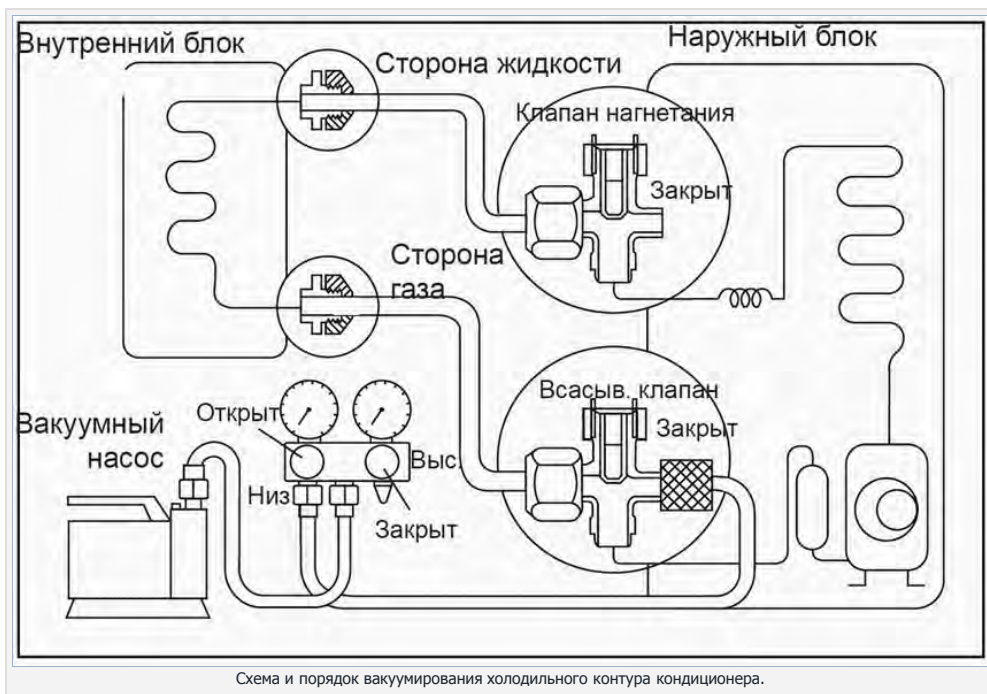 Внутренний блок
Наружный блок
Сторона жидкости
Клапан нагнетания
Закрыт
Сторона
газа
Всасыв. клапан
Закрыт
Открыт
Вакуумный
насос
Выс.
Низ
Закрыт
Схема и порядок вакуумирования холодильного контура кондиционера.